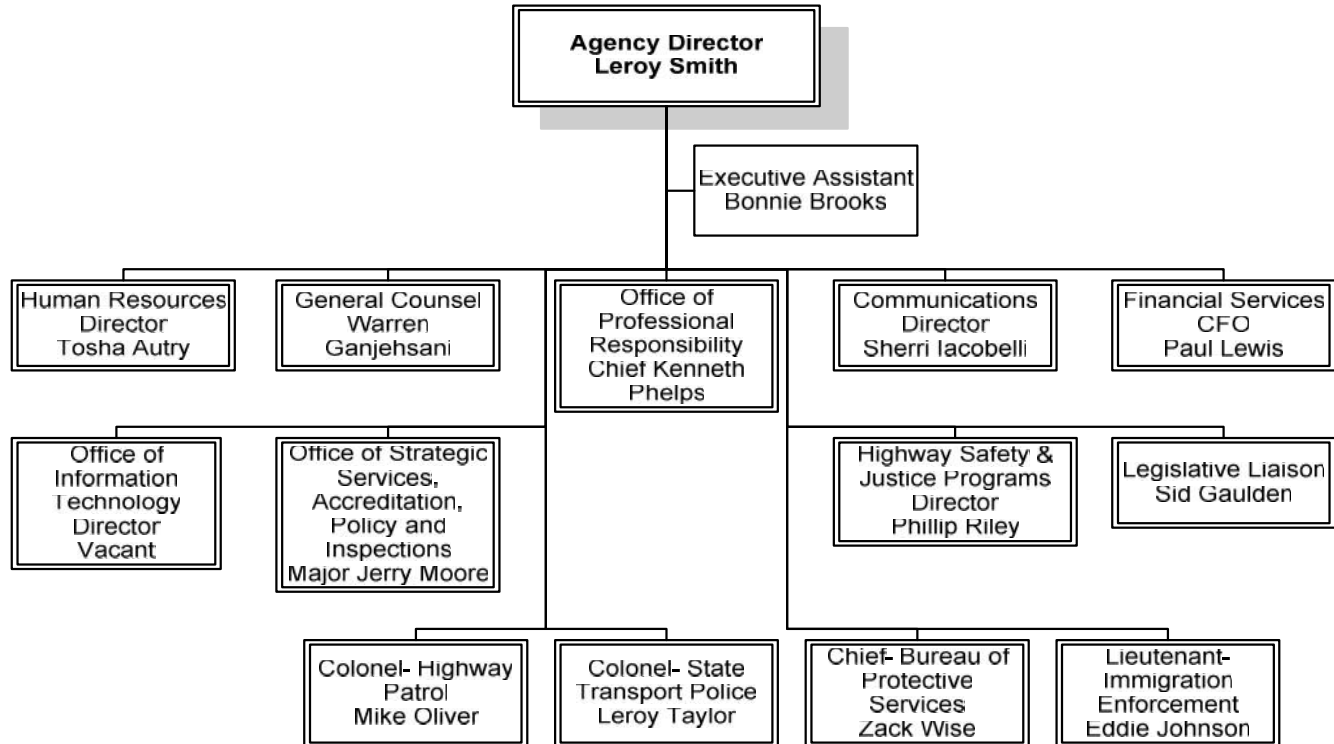 Agency Director
Leroy Smith
Executive Assistant
Bonnie Brooks
Human Resources
Director
Tosha Autry
General Counsel
Warren
Ganjehsani
Office of
Professional
Responsibility
Chief Kenneth
Phelps
Communications
Director
Sherri Iacobelli
Financial Services
CFO
Paul Lewis
Office of
Information
Technology
Director
Vacant
Office of Strategic
Services,
Accreditation,
Policy and
Inspections
Major Jerry Moore
Highway Safety &
Justice Programs
Director
Phillip Riley
Legislative Liaison
Sid Gaulden
Colonel- Highway
Patrol
Mike Oliver
Colonel- State
Transport Police
Leroy Taylor
Chief- Bureau of
Protective
Services
Zack Wise
Lieutenant-
Immigration
Enforcement
Eddie Johnson